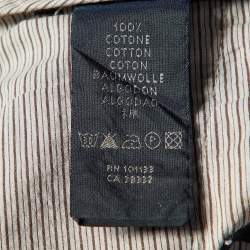 100%
COTONE
COTTON
COTON
BAUMWOLLE
ALGODON
ALGODAO
RN 101133
CA 28332